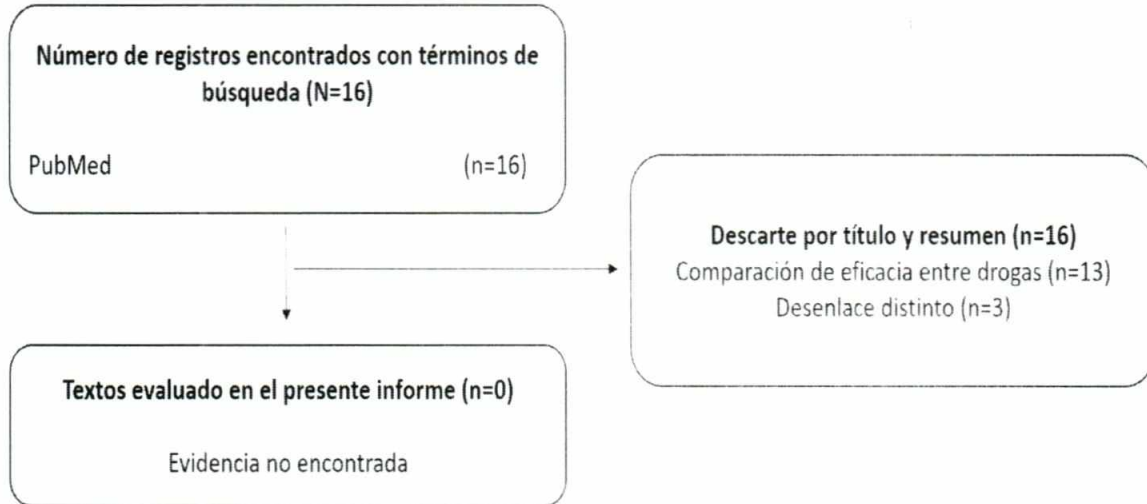 Número de registros encontrados con términos de
búsqueda (N=16)
PubMed (n=16)
Descarte por título y resumen (n=16)
Comparación de eficacia entre drogas (n=13)
Desenlace distinto (n=3)
Textos evaluado en el presente informe (n=0)
Evidencia no encontrada